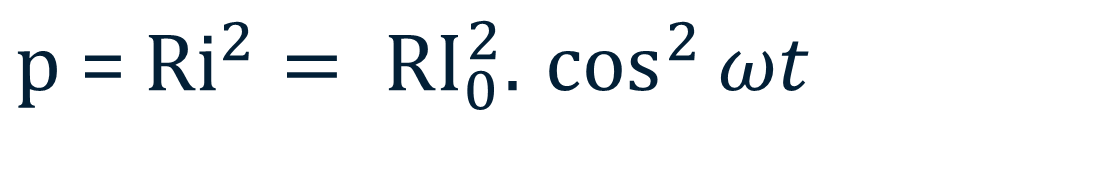 p = Ri² = RI₀². cos² ωt